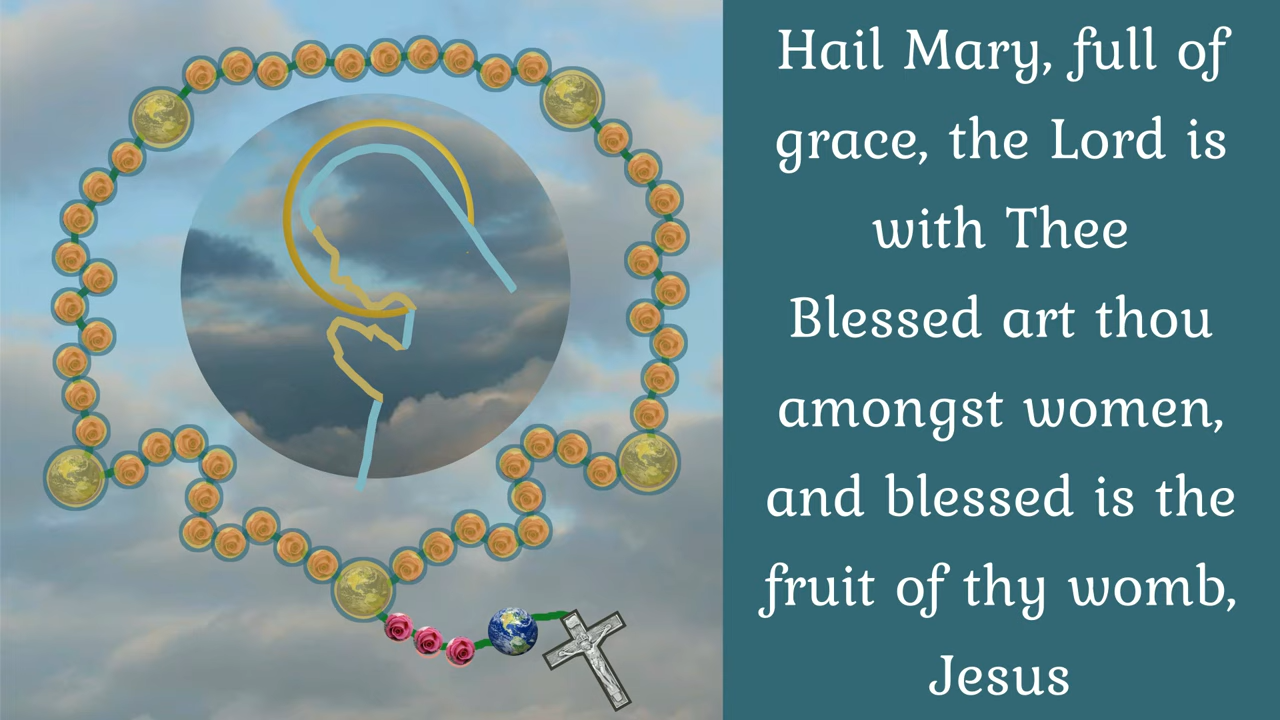 Hail Mary, full of
grace, the Lord is
with Thee
Blessed art thou
amongst women,
and blessed is the
fruit of thy womb,
Jesus